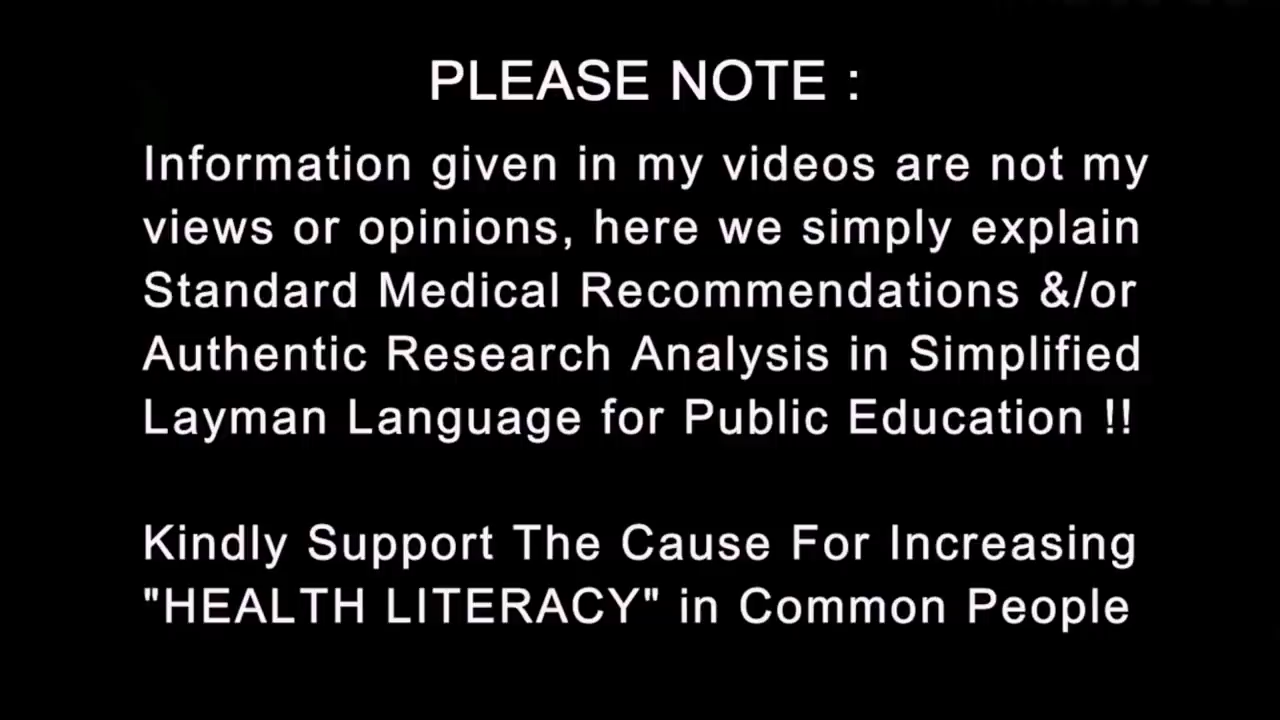 PLEASE NOTE :
Information given in my videos are not my
views or opinions, here we simply explain
Standard Medical Recommendations &/or
Authentic Research Analysis in Simplified
Layman Language for Public Education !!
Kindly Support The Cause For Increasing
"HEALTH LITERACY" in Common People